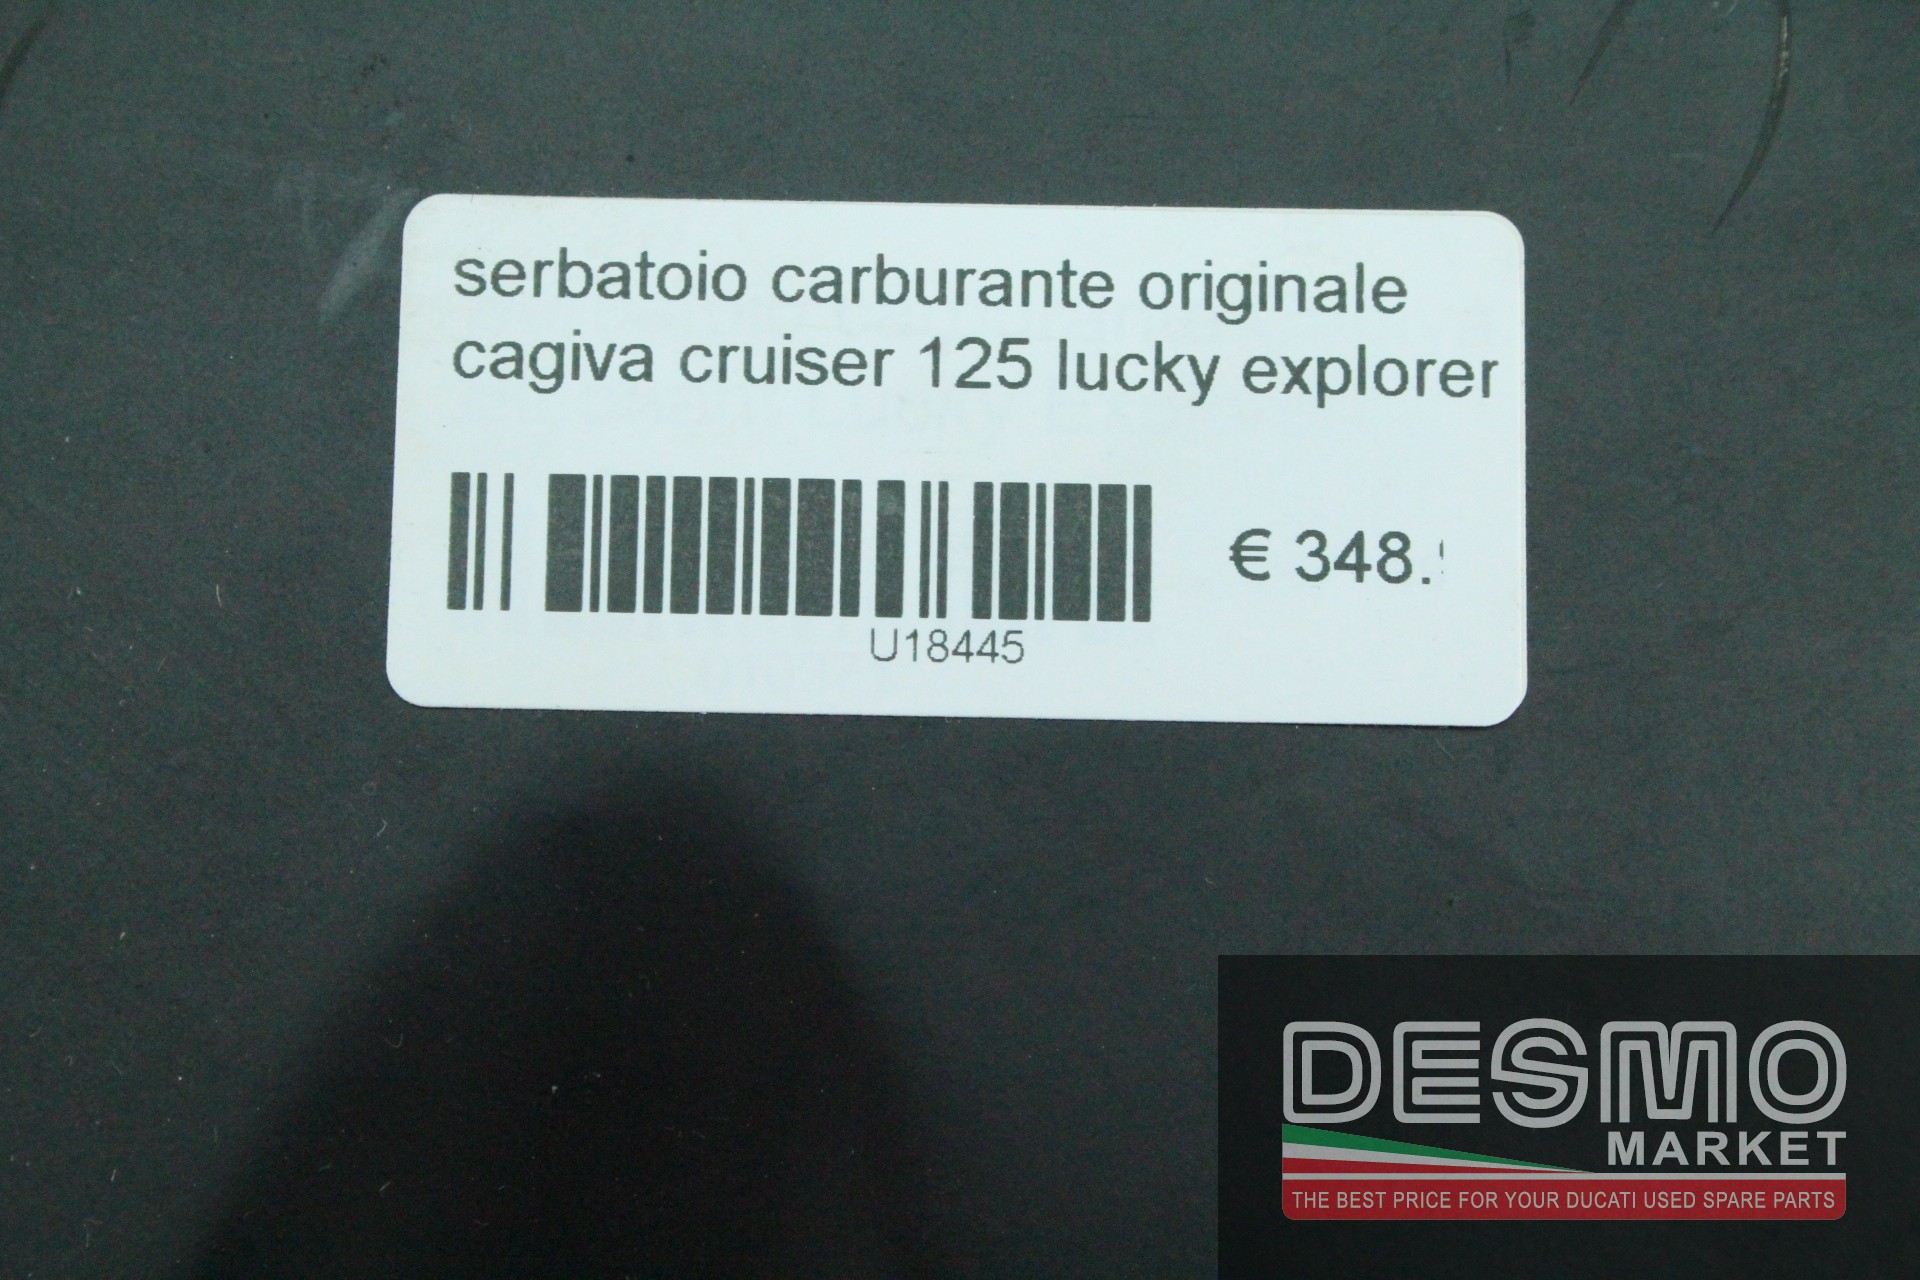 serbatoio carburante originale
cagiva cruiser 125 lucky explorer
€ 348.
U18445
DESMO
MARKET
THE BEST PRICE FOR YOUR DUCATI USED SPARE PARTS